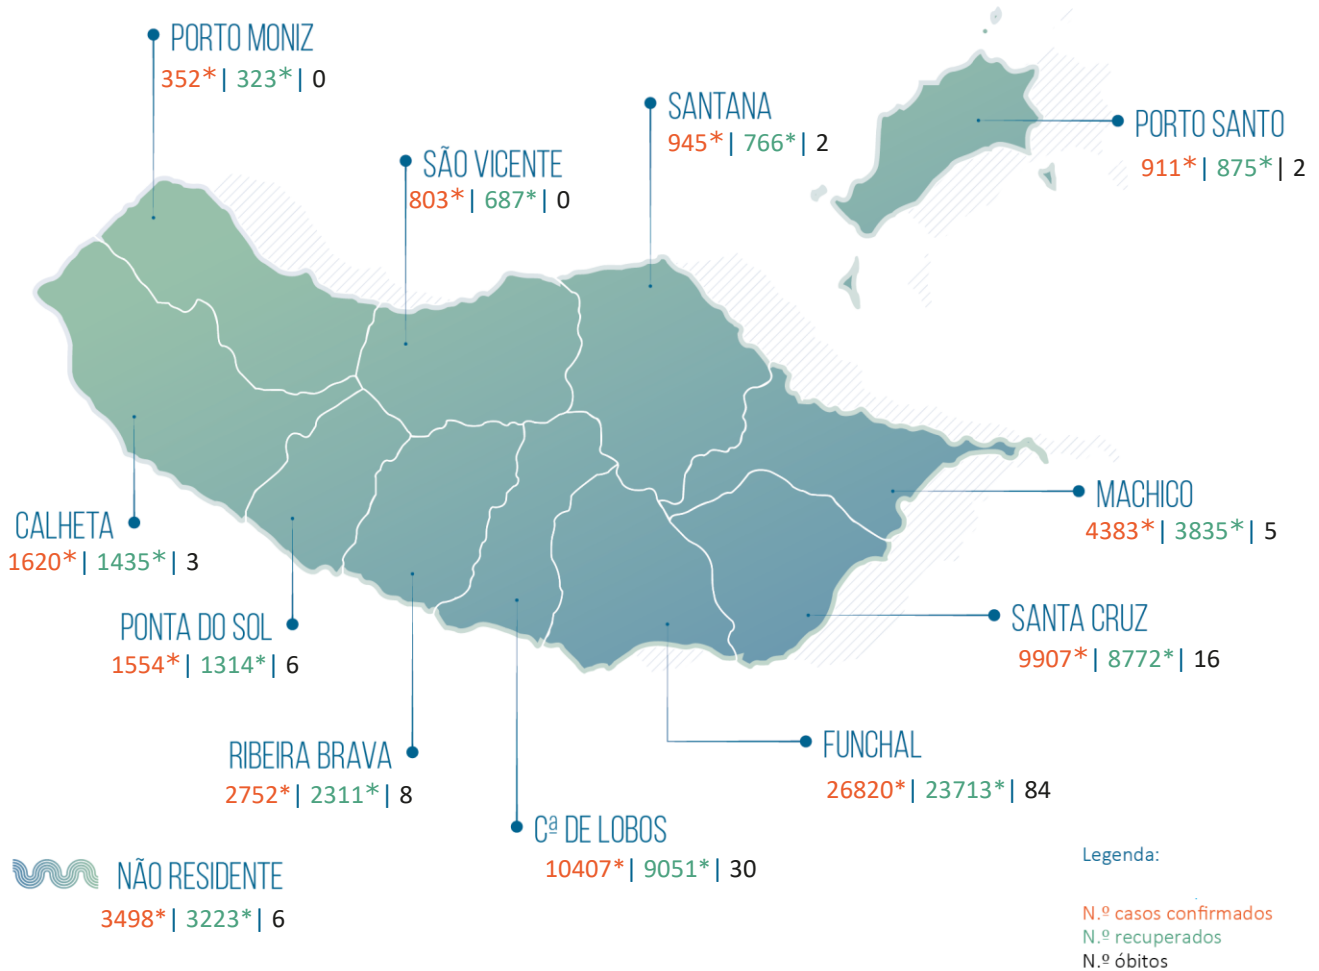 PORTO MONIZ
352*| 323*| 0
SANTANA
945*| 766*| 2
PORTO SANTO
911*| 875*| 2
SÃO VICENTE
803*| 687*| 0
MACHICO
4383*| 3835*| 5
CALHETA
1620*| 1435*| 3
SANTA CRUZ
9907*| 8772*| 16
PONTA DO SOL
1554*| 1314*| 6
RIBEIRA BRAVA
2752*| 2311*| 8
FUNCHAL
26820*| 23713*| 84
Cª DE LOBOS
10407*| 9051*| 30
NÃO RESIDENTE
3498*| 3223*| 6
Legenda:
N.º casos confirmados
N.º recuperados
N.º óbitos